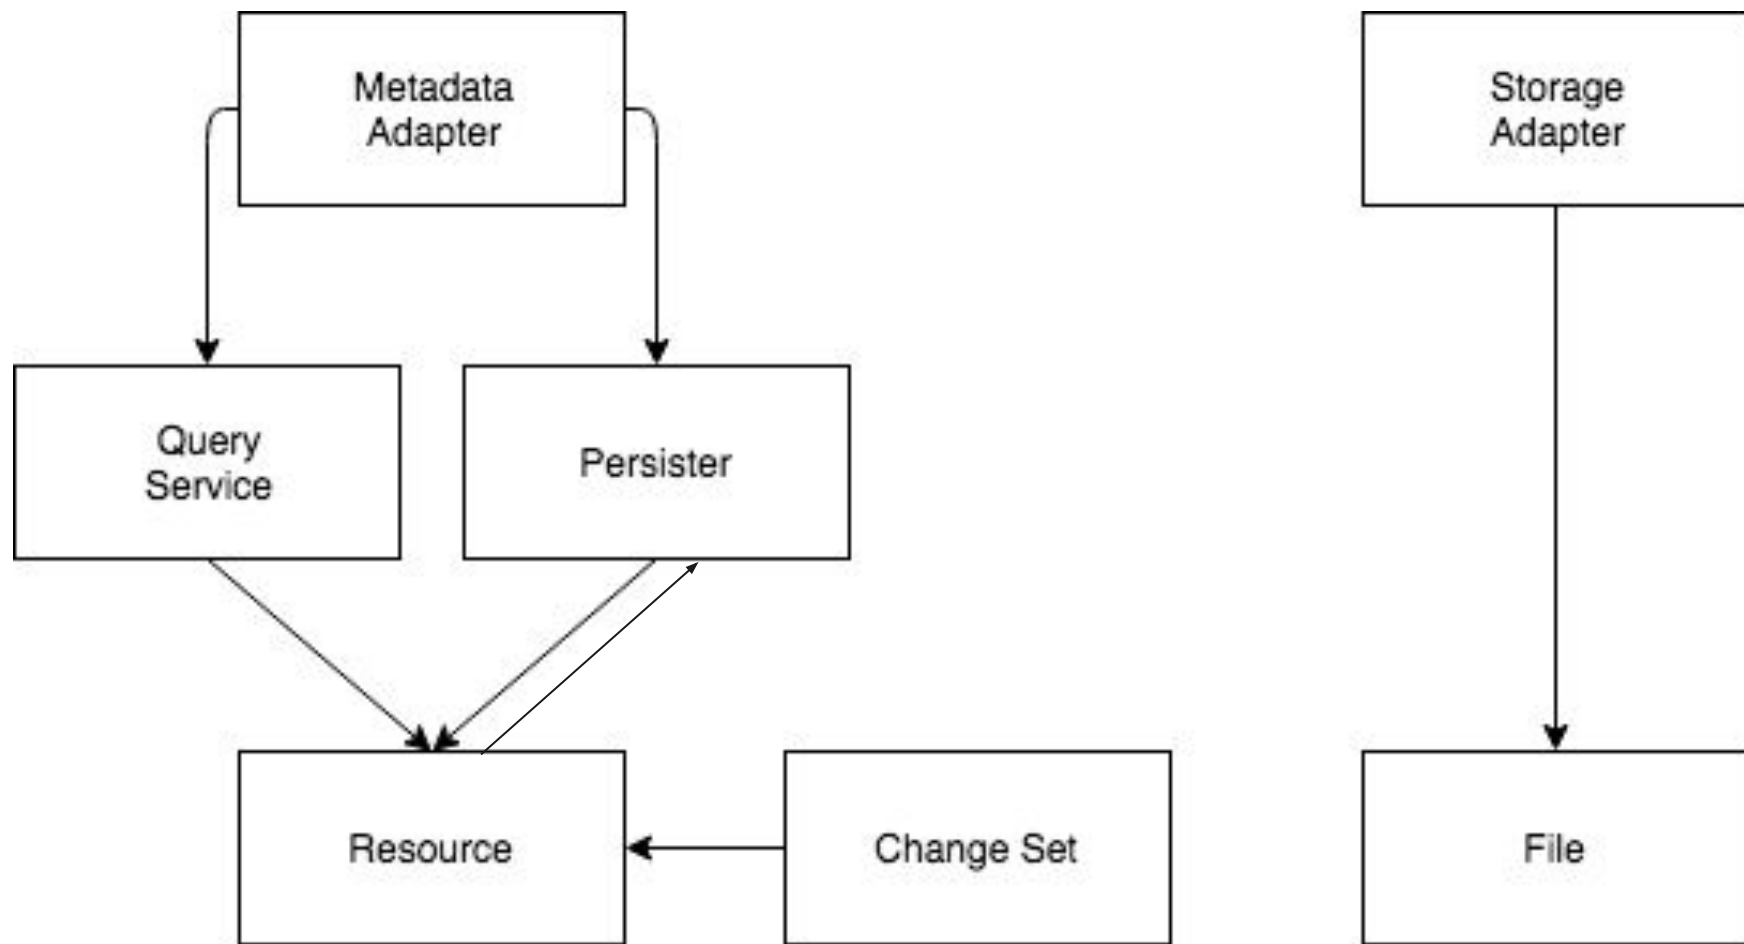 Metadata
Adapter
Storage
Adapter
Query
Service
Persister
Resource
Change Set
File